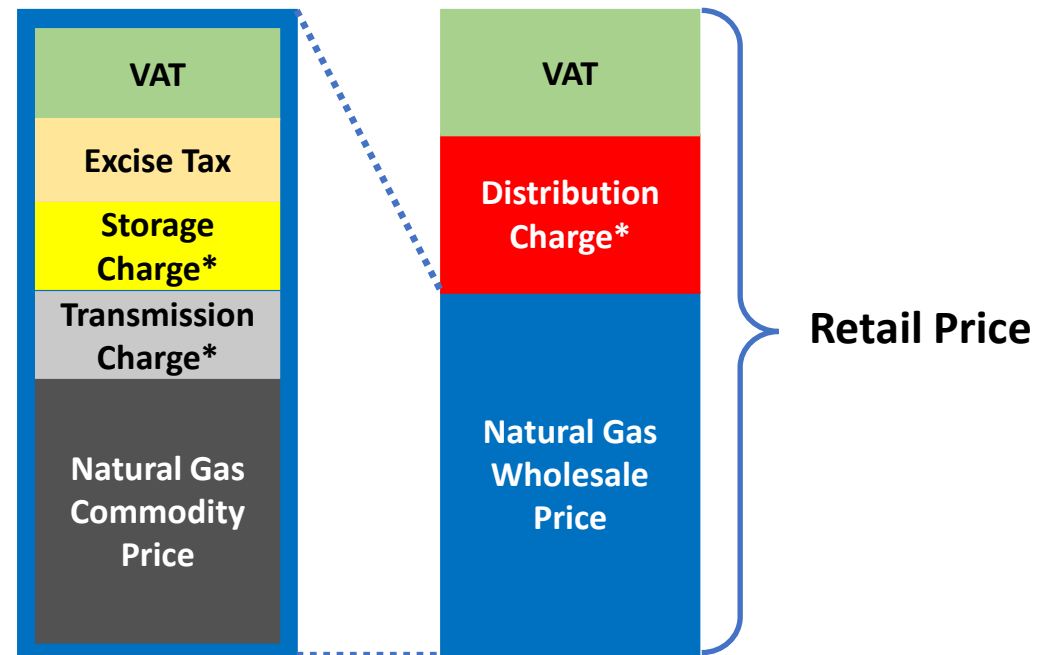 VAT
Excise Tax
Storage
Charge*
Transmission
Charge*
Natural Gas
Commodity
Price
VAT
Distribution
Charge*
Natural Gas
Wholesale
Price
Retail Price